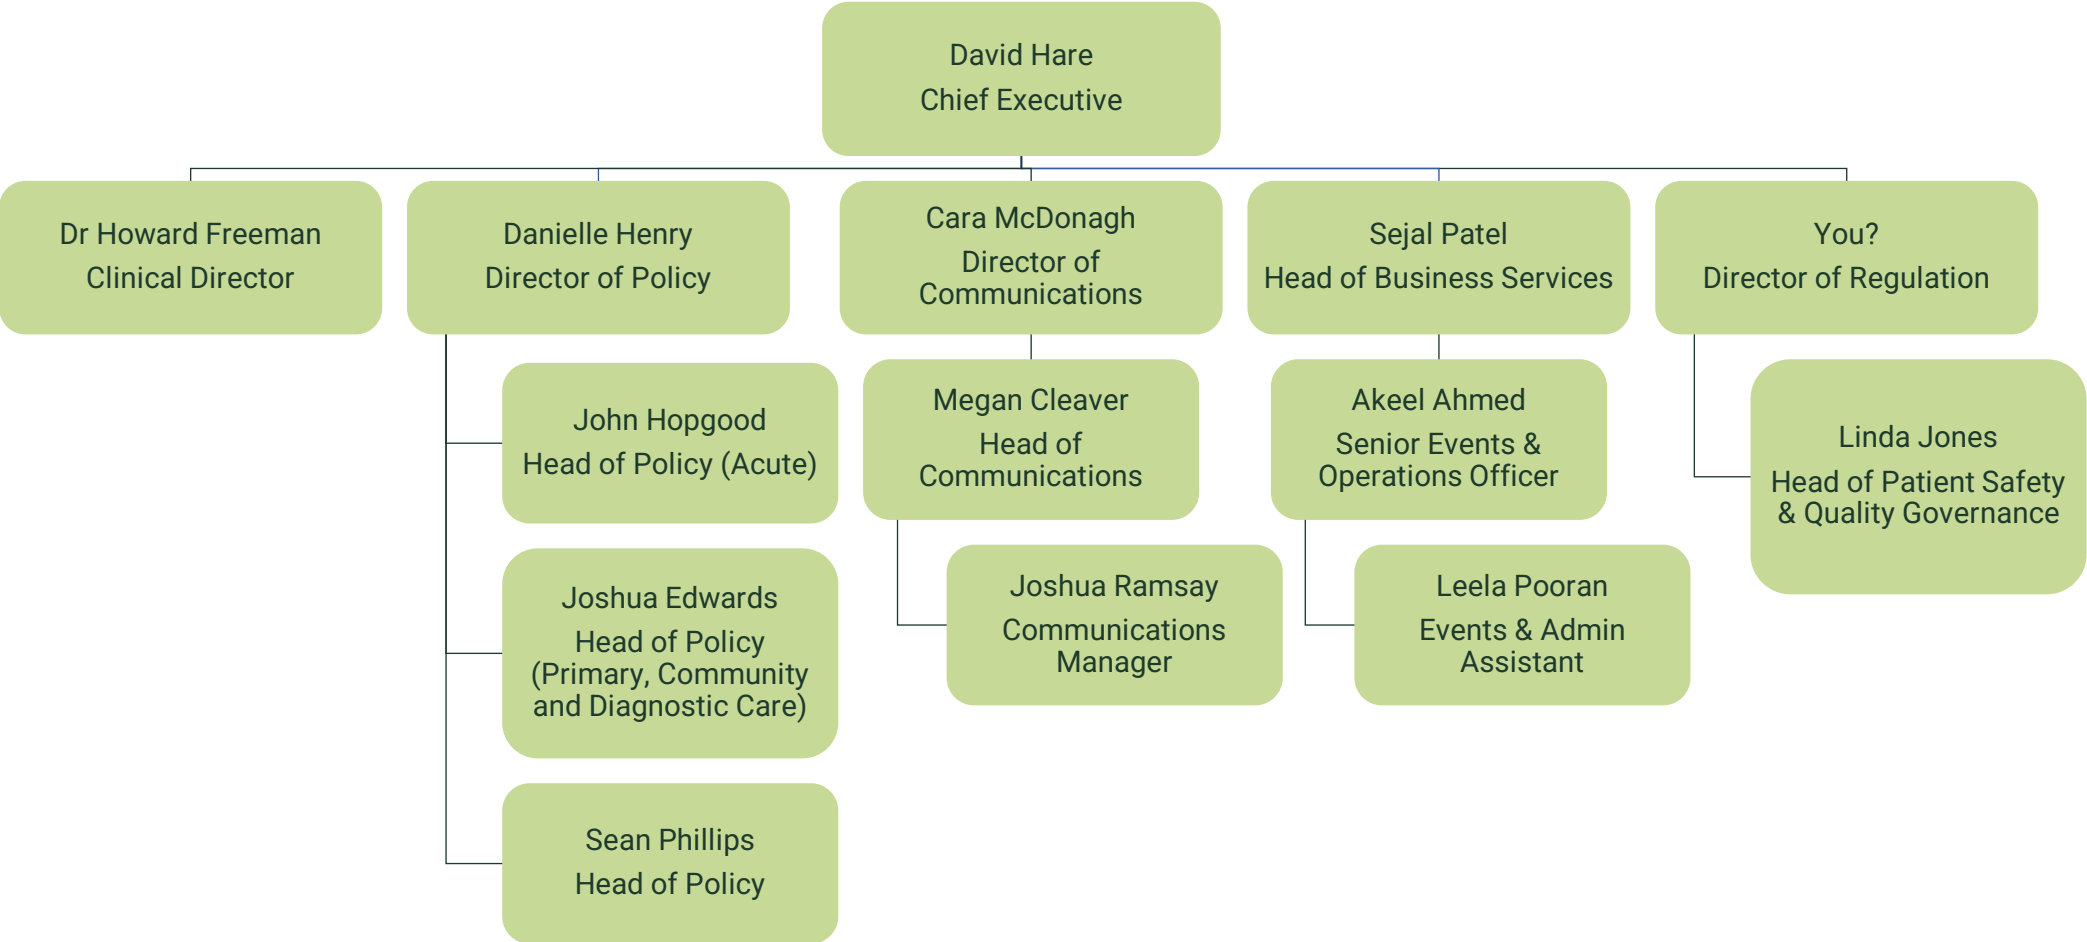 David Hare
Chief Executive
Dr Howard Freeman
Clinical Director
Danielle Henry
Director of Policy
Cara McDonagh
Director of
Communications
Sejal Patel
Head of Business Services
You?
Director of Regulation
John Hopgood
Head of Policy (Acute)
Joshua Edwards
Head of Policy
(Primary, Community
and Diagnostic Care)
Sean Phillips
Head of Policy
Megan Cleaver
Head of
Communications
Joshua Ramsay
Communications
Manager
Akeel Ahmed
Senior Events &
Operations Officer
Leela Pooran
Events & Admin
Assistant
Linda Jones
Head of Patient Safety
& Quality Governance